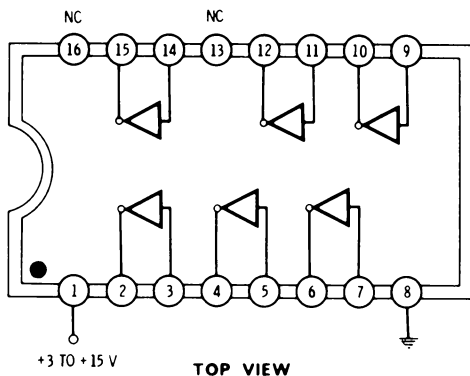 NC NC
16 15 14 13 12 11 10 9
1 2 3 4 5 6 7 8
+3 TO +15 V
TOP VIEW